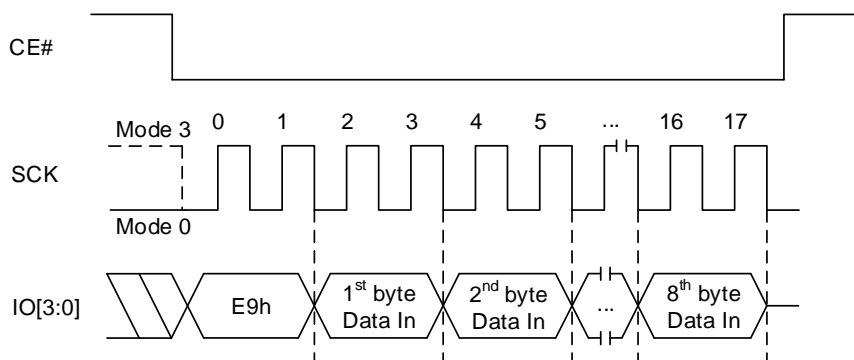 CE#
0 1 2 3 4 5 ... 16 17
Mode 3
SCK
Mode 0
IO[3:0]
E9h
1st byte
Data In
2nd byte
Data In
...
8th byte
Data In